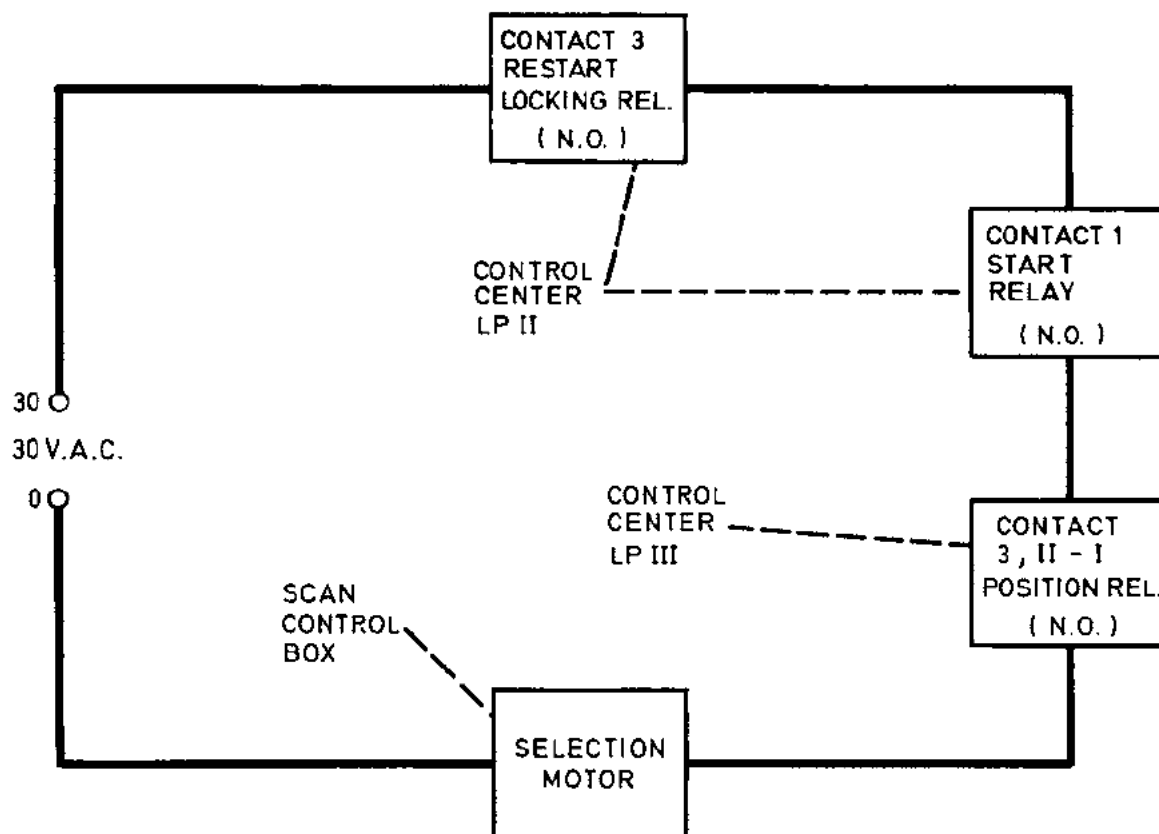 CONTACT 3
RESTART
LOCKING REL.
( N.O. )
CONTACT 1
START
RELAY
( N.O. )
CONTROL
CENTER
LP II
30
30 V.A.C.
0
CONTROL
CENTER
LP III
CONTACT
3, II - I
POSITION REL.
( N.O. )
SCAN
CONTROL
BOX
SELECTION
MOTOR